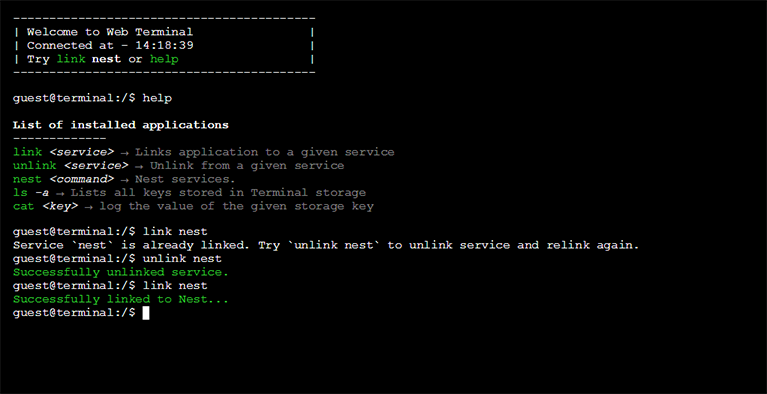 ------------------------------------------
| Welcome to Web Terminal                |
| Connected at - 14:18:39                |
| Try link nest or help                  |
------------------------------------------
guest@terminal:/$ help
List of installed applications
-------------
link <service> → Links application to a given service
unlink <service> → Unlink from a given service
nest <command> → Nest services.
ls -a → Lists all keys stored in Terminal storage
cat <key> → log the value of the given storage key
guest@terminal:/$ link nest
Service `nest` is already linked. Try `unlink nest` to unlink service and relink again.
guest@terminal:/$ unlink nest
Successfully unlinked service.
guest@terminal:/$ link nest
Successfully linked to Nest...
guest@terminal:/$